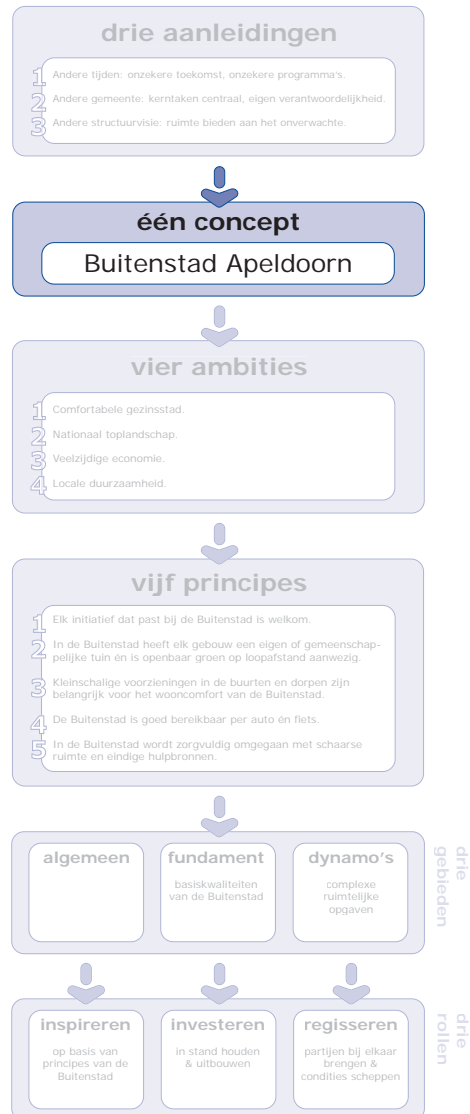 drie aanleidingen
1 Andere tijden: onzekere toekomst, onzekere programma's.
2 Andere gemeente: kerntaken centraal, eigen verantwoordelijkheid.
3 Andere structuurvisie: ruimte bieden aan het onverwachte.
één concept
Buitenstad Apeldoorn
vier ambities
1 Comfortabele gezinsstad.
2 Nationaal toplandschap.
3 Veelzijdige economie.
4 Locale duurzaamheid.
vijf principes
1 Elk initiatief dat past bij de Buitenstad is welkom.
2 In de Buitenstad heeft elk gebouw een eigen of gemeenschap-
pelijke tuin én is openbaar groen op loopafstand aanwezig.
3 Kleinschalige voorzieningen in de buurten en dorpen zijn
belangrijk voor het wooncomfort van de Buitenstad.
4 De Buitenstad is goed bereikbaar per auto én fiets.
5 In de Buitenstad wordt zorgvuldig omgegaan met schaarse
ruimte en eindige hulpbronnen.
algemeen
fundament
basiskwaliteiten
van de Buitenstad
dynamo's
complexe
ruimtelijke
opgaven
drie
gebieden
inspireren
op basis van
principes van de
Buitenstad
investeren
in stand houden
& uitbouwen
regisseren
partijen bij elkaar
brengen &
condities scheppen
drie
rollen